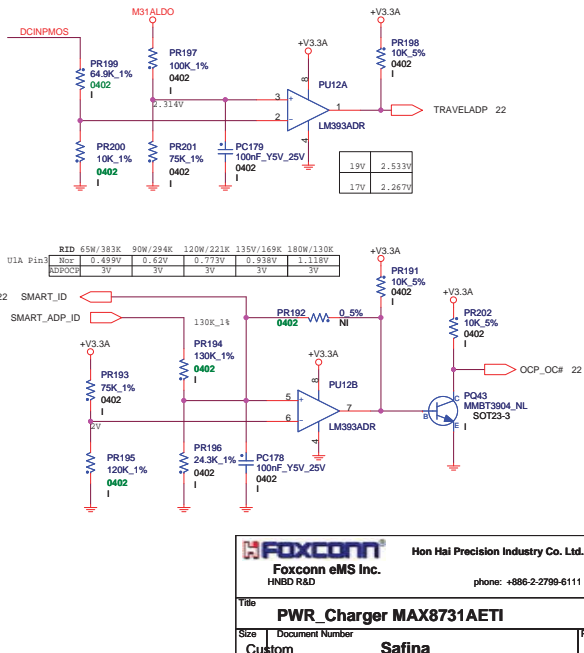 M31ALDO
DCINPMOS
+V3.3A
+V3.3A
PR199
64.9K_1%
0402
I
PR197
100K_1%
0402
I
PR198
10K_5%
0402
I
2.314V
8
PU12A
3 +
1
2 -
LM393ADR
4
TRAVELADP 22
PR200
10K_1%
0402
I
PR201
75K_1%
0402
I
PC179
100nF_Y5V_25V
0402
I
19V 2.533V
17V 2.267V
RID 65W/383K 90W/294K 120W/221K 135V/169K 180W/130K
U1A Pin3 Nor 0.499V 0.62V 0.773V 0.938V 1.118V
ADPOCP 3V 3V 3V 3V 3V
+V3.3A
PR191
10K_5%
0402
I
22 SMART_ID
SMART_ADP_ID
130K_1%
PR192 0_5%
0402 NI
+V3.3A
PR202
10K_5%
0402
I
+V3.3A
PR193
75K_1%
0402
I
PR194
130K_1%
0402
I
+V3.3A
8
PU12B
5 +
7
6 -
LM393ADR
4
2V
OCP_OC# 22
PQ43
MMBT3904_NL
SOT23-3
I
B
C
E
PR195
120K_1%
0402
I
PR196
24.3K_1%
0402
I
PC178
100nF_Y5V_25V
0402
I
FOXCONN® Hon Hai Precision Industry Co. Ltd.
Foxconn eMS Inc.
HNBD R&D phone: +886-2-2799-6111
Title
PWR_Charger MAX8731AETI
Size Document Number
Custom Safina